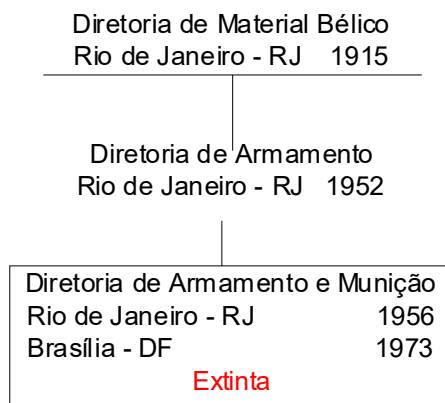 Diretoria de Material Bélico
Rio de Janeiro - RJ 1915
Diretoria de Armamento
Rio de Janeiro - RJ 1952
Diretoria de Armamento e Munição
Rio de Janeiro - RJ 1956
Brasília - DF 1973
Extinta